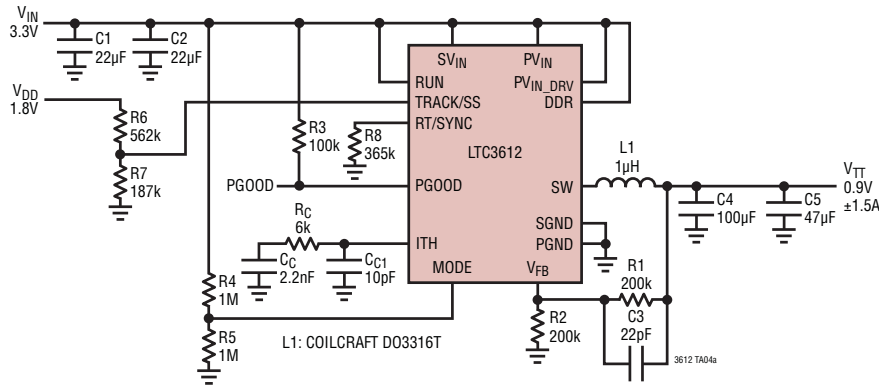 VIN
3.3V
C1
22µF
C2
22µF
VDD
1.8V
R6
562k
R7
187k
R3
100k
R8
365k
PGOOD
RC
6k
CC
2.2nF
CC1
10pF
R4
1M
R5
1M
SVIN
PVIN
RUN
PVIN_DRV
TRACK/SS
DDR
RT/SYNC
LTC3612
PGOOD
SW
SGND
PGND
ITH
MODE
VFB
L1
1µH
VTT
0.9V
±1.5A
C4
100µF
C5
47µF
R1
200k
C3
22pF
R2
200k
L1: COILCRAFT DO3316T
3612 TA04a